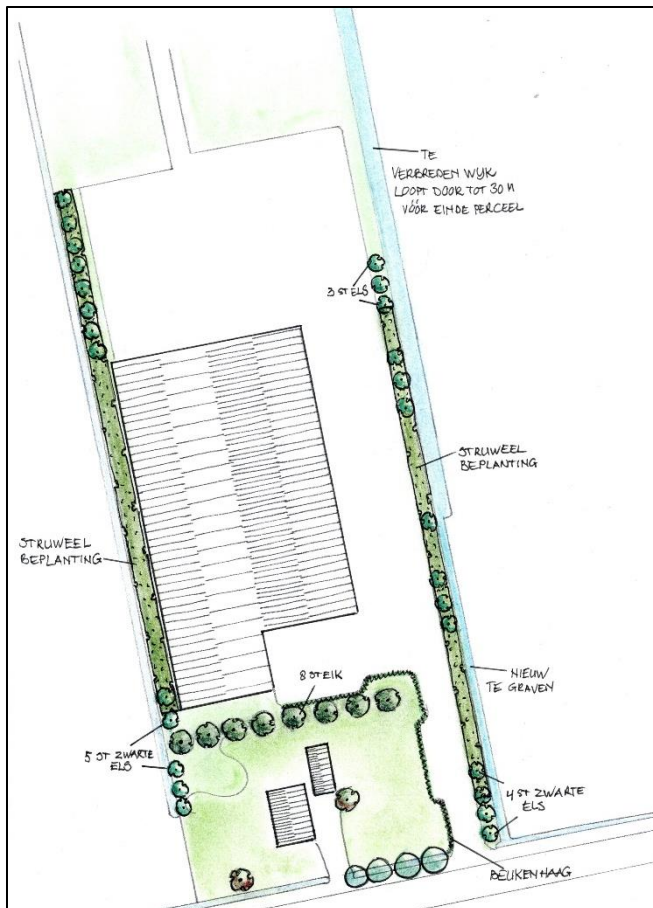 TE
VERBREDEN WIJK
LOOPT DOOR TOT 30 M
VÓÓR EINDE PERCEEL
3 ST ELS
STRUWEEL
BEPLANTING
STRUWEEL
BEPLANTING
8 ST EIK
NIEUW
TE GRAVEN
5 ST ZWARTE
ELS
4 ST ZWARTE
ELS
BEUKENHAAG